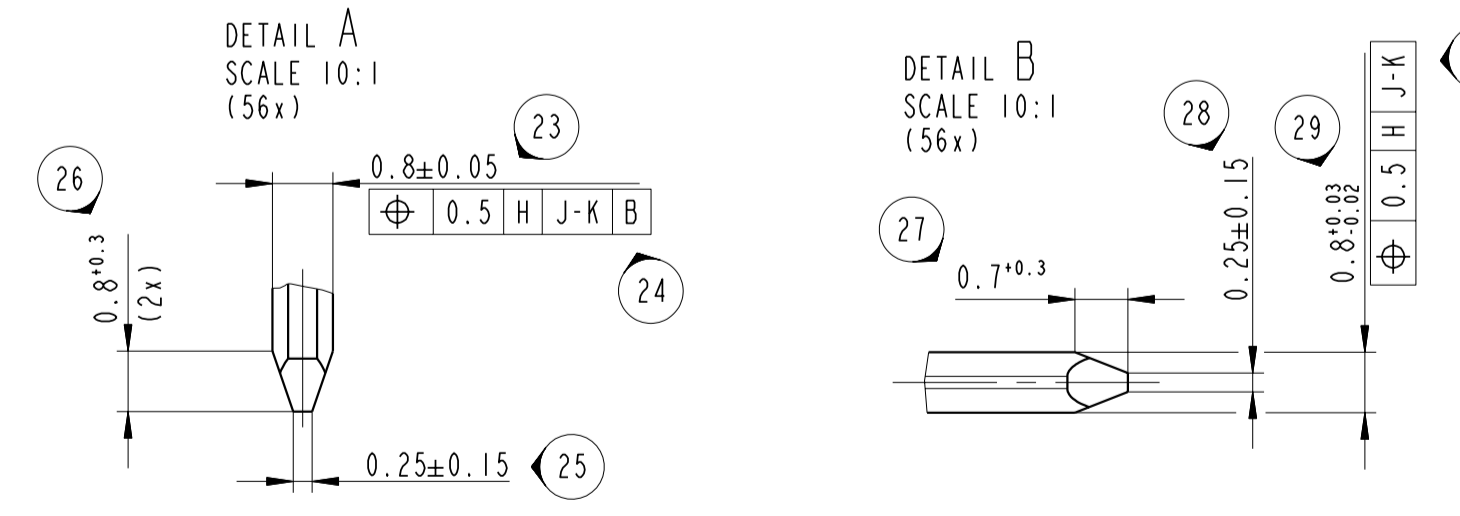 DETAIL A
SCALE 10:1
(56x)
23
26
0.8±0.05
⌖ 0.5 H J-K B
24
0.8+0.3
(2x)
0.25±0.15
25
DETAIL B
SCALE 10:1
(56x)
28
29
27
0.7+0.3
0.25±0.15
0.8+0.03 -0.02
⌖ 0.5 H J-K